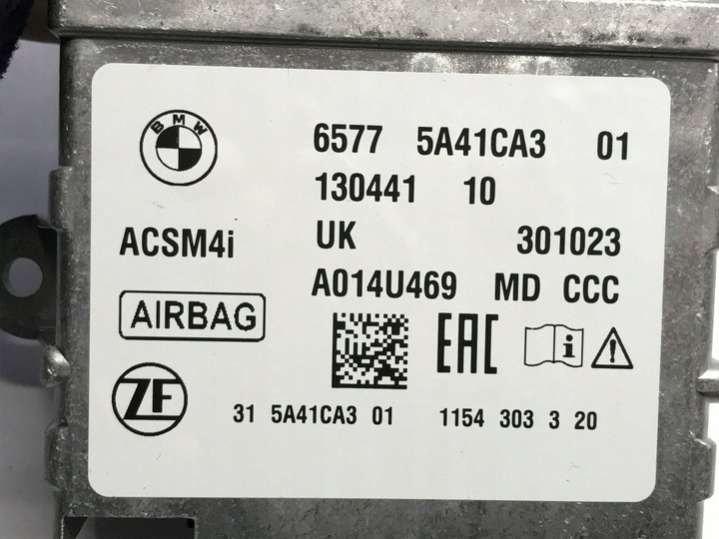 BMW
6577 5A41CA3 01
130441 10
ACSM4i UK 301023
A014U469 MD CCC
AIRBAG
EAC
i
ZF
31 5A41CA3 01 1154 303 3 20